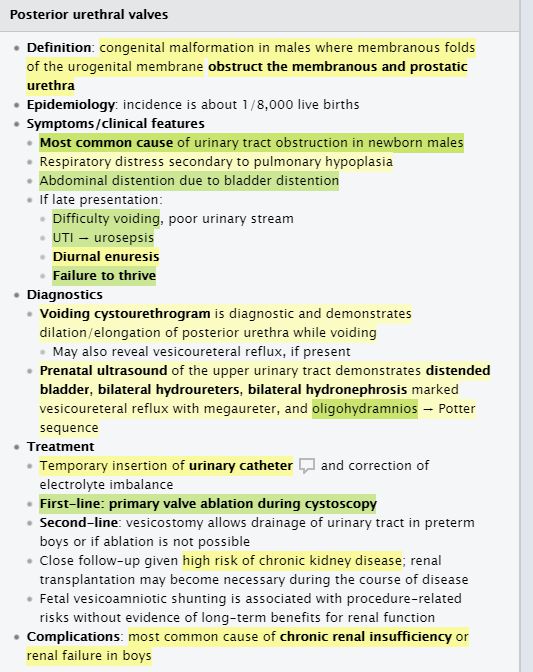 Posterior urethral valves
• Definition: congenital malformation in males where membranous folds
of the urogenital membrane obstruct the membranous and prostatic
urethra
• Epidemiology: incidence is about 1/8,000 live births
• Symptoms/clinical features
• Most common cause of urinary tract obstruction in newborn males
• Respiratory distress secondary to pulmonary hypoplasia
• Abdominal distention due to bladder distention
• If late presentation:
• Difficulty voiding, poor urinary stream
• UTI → urosepsis
• Diurnal enuresis
• Failure to thrive
• Diagnostics
• Voiding cystourethrogram is diagnostic and demonstrates
dilation/elongation of posterior urethra while voiding
• May also reveal vesicoureteral reflux, if present
• Prenatal ultrasound of the upper urinary tract demonstrates distended
bladder, bilateral hydroureters, bilateral hydronephrosis marked
vesicoureteral reflux with megaureter, and oligohydramnios → Potter
sequence
• Treatment
• Temporary insertion of urinary catheter and correction of
electrolyte imbalance
• First-line: primary valve ablation during cystoscopy
• Second-line: vesicostomy allows drainage of urinary tract in preterm
boys or if ablation is not possible
• Close follow-up given high risk of chronic kidney disease; renal
transplantation may become necessary during the course of disease
• Fetal vesicoamniotic shunting is associated with procedure-related
risks without evidence of long-term benefits for renal function
• Complications: most common cause of chronic renal insufficiency or
renal failure in boys